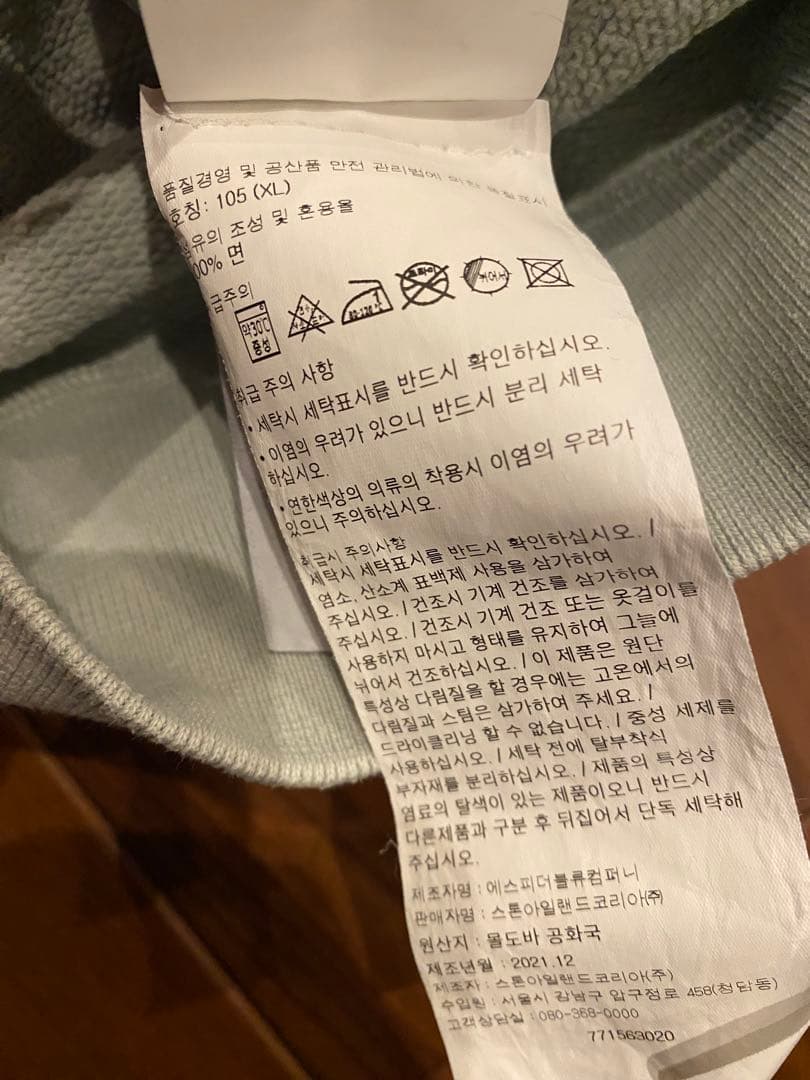 품질경영 및 공산품 안전 관리법에 의한 품질표시
호칭: 105 (XL)
섬유의 조성 및 혼용율
100% 면
취급주의
약30℃
중성
80-120
드라이
뉘어서
취급 주의 사항
• 세탁시 세탁표시를 반드시 확인하십시오.
• 이염의 우려가 있으니 반드시 분리 세탁
하십시오.
• 연한색상의 의류의 착용시 이염의 우려가
있으니 주의하십시오.
취급시 주의사항
세탁시 세탁표시를 반드시 확인하십시오. /
염소, 산소계 표백제 사용을 삼가하여
주십시오. / 건조시 기계 건조를 삼가하여
주십시오. / 건조시 기계 건조 또는 옷걸이를
사용하지 마시고 형태를 유지하여 그늘에
뉘어서 건조하십시오. / 이 제품은 원단
특성상 다림질을 할 경우에는 고온에서의
다림질과 스팀은 삼가하여 주세요. /
드라이클리닝 할 수 없습니다. / 중성 세제를
사용하십시오. / 세탁 전에 탈부착식
부자재를 분리하십시오. / 제품의 특성상
염료의 탈색이 있는 제품이오니 반드시
다른제품과 구분 후 뒤집어서 단독 세탁해
주십시오.
제조자명 : 에스피더블류컴퍼니
판매자명 : 스톤아일랜드코리아(주)
원산지 : 몰도바 공화국
제조년월 : 2021.12
제조자 : 스톤아일랜드코리아(주)
수입원 : 서울시 강남구 압구정로 458(청담동)
고객상담실 : 080-368-0000
771563020